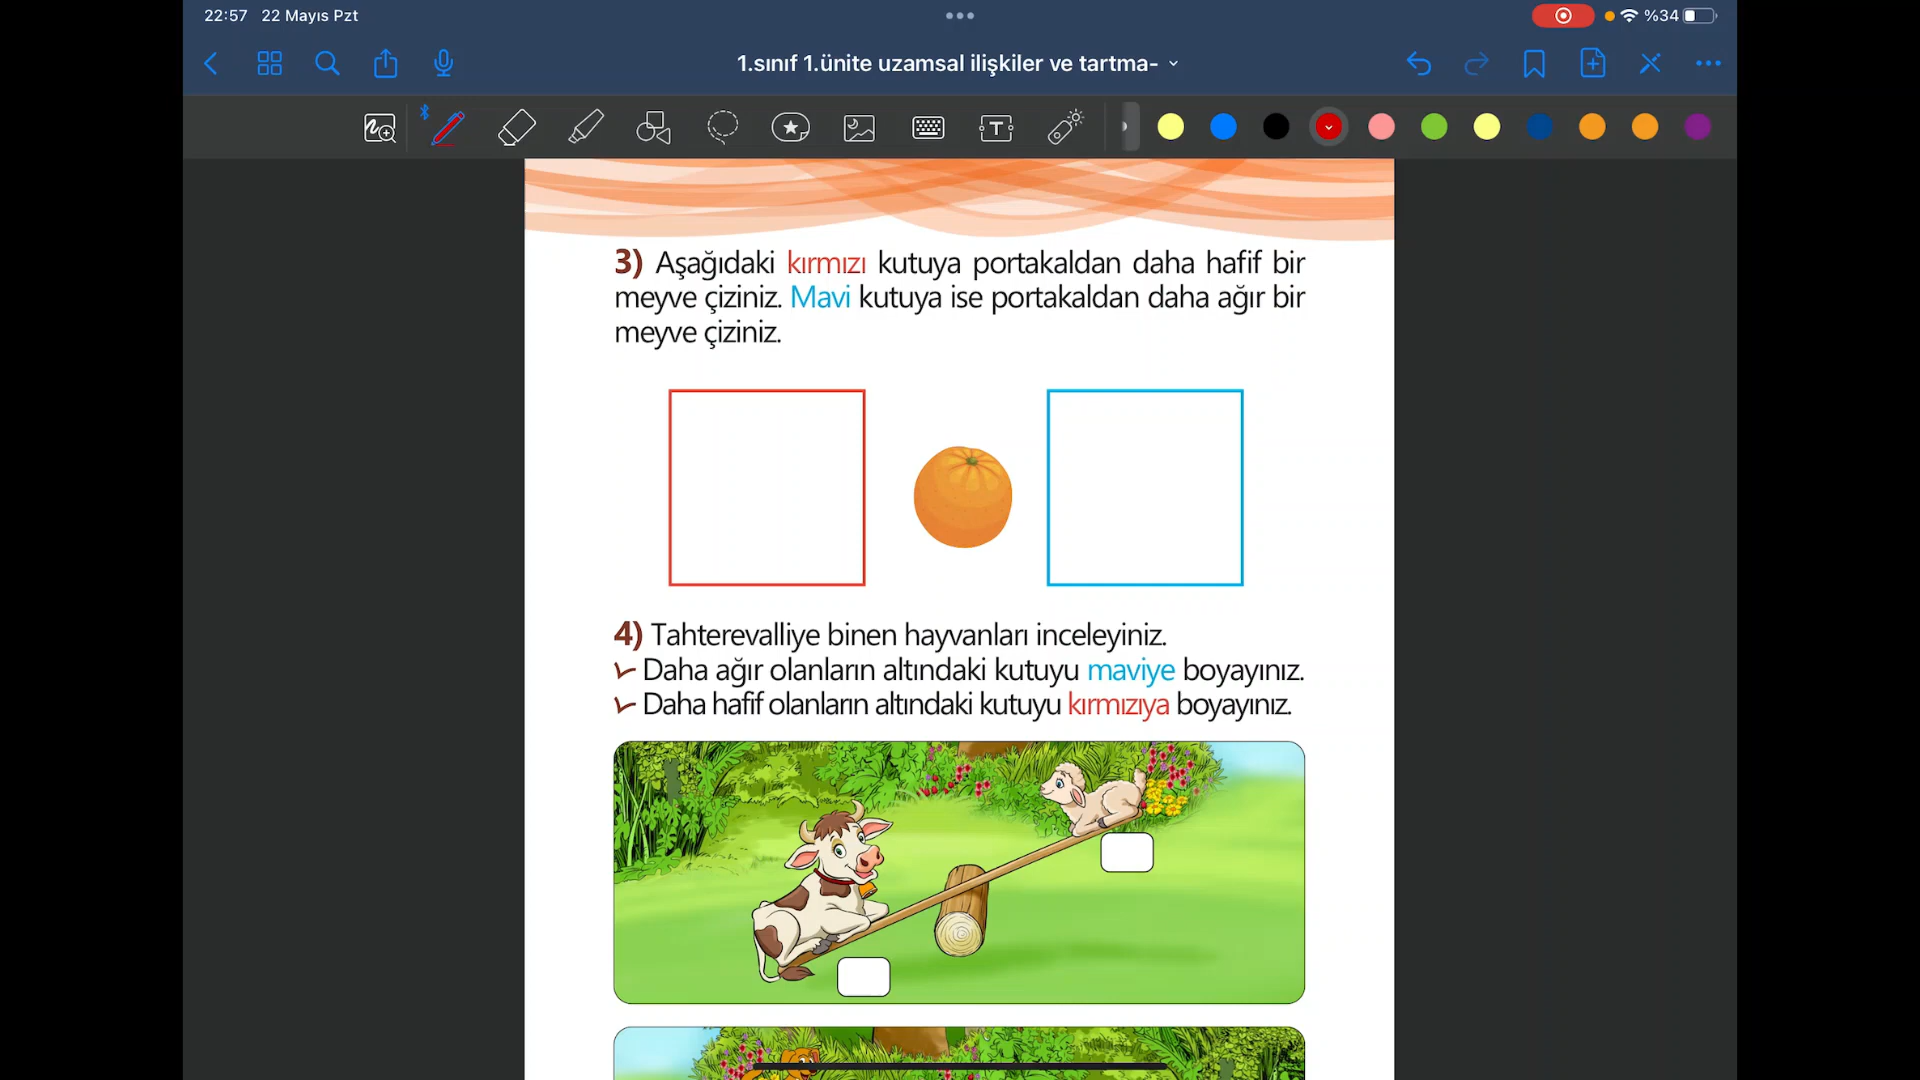 22:57 22 Mayıs Pzt
%34
1.sınıf 1.ünite uzamsal ilişkiler ve tartma-
T
3) Aşağıdaki kırmızı kutuya portakaldan daha hafif bir
meyve çiziniz. Mavi kutuya ise portakaldan daha ağır bir
meyve çiziniz.
4) Tahterevalliye binen hayvanları inceleyiniz.
Daha ağır olanların altındaki kutuyu maviye boyayınız.
Daha hafif olanların altındaki kutuyu kırmızıya boyayınız.